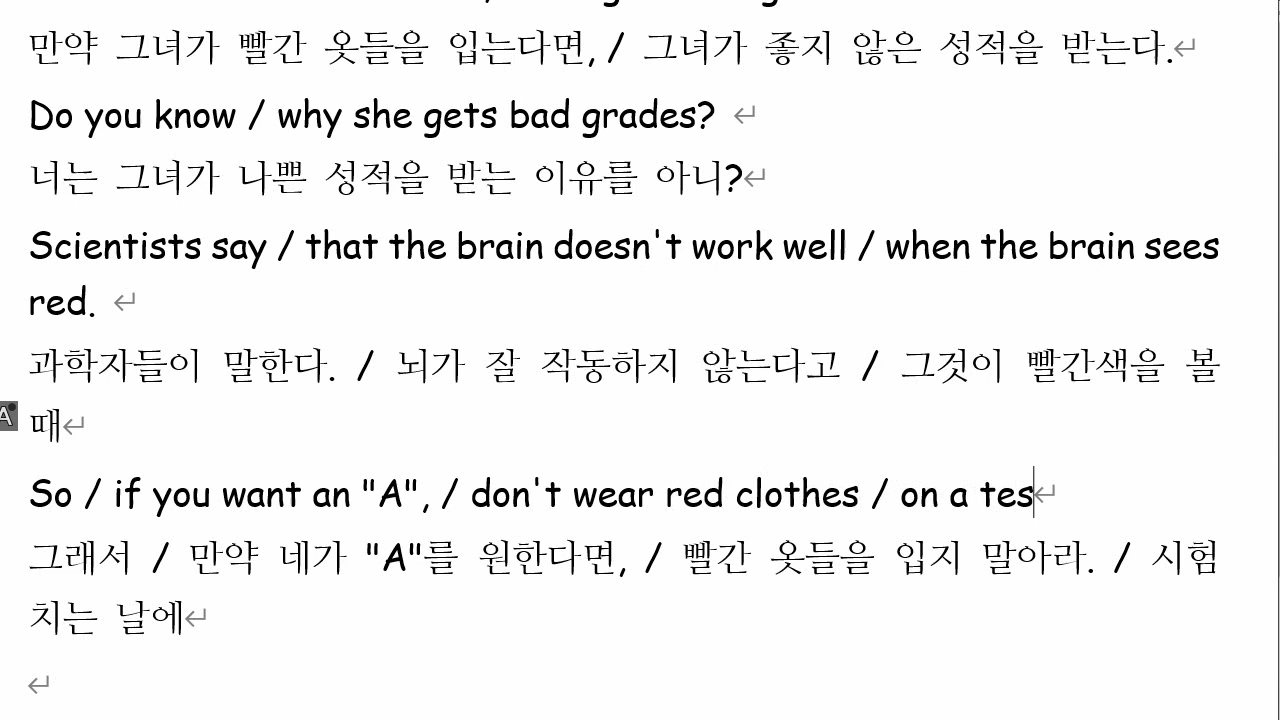 만약 그녀가 빨간 옷들을 입는다면, / 그녀가 좋지 않은 성적을 받는다.
Do you know / why she gets bad grades?
너는 그녀가 나쁜 성적을 받는 이유를 아니?
Scientists say / that the brain doesn't work well / when the brain sees
red.
과학자들이 말한다. / 뇌가 잘 작동하지 않는다고 / 그것이 빨간색을 볼
때
So / if you want an "A", / don't wear red clothes / on a tes
그래서 / 만약 네가 "A"를 원한다면, / 빨간 옷들을 입지 말아라. / 시험
치는 날에